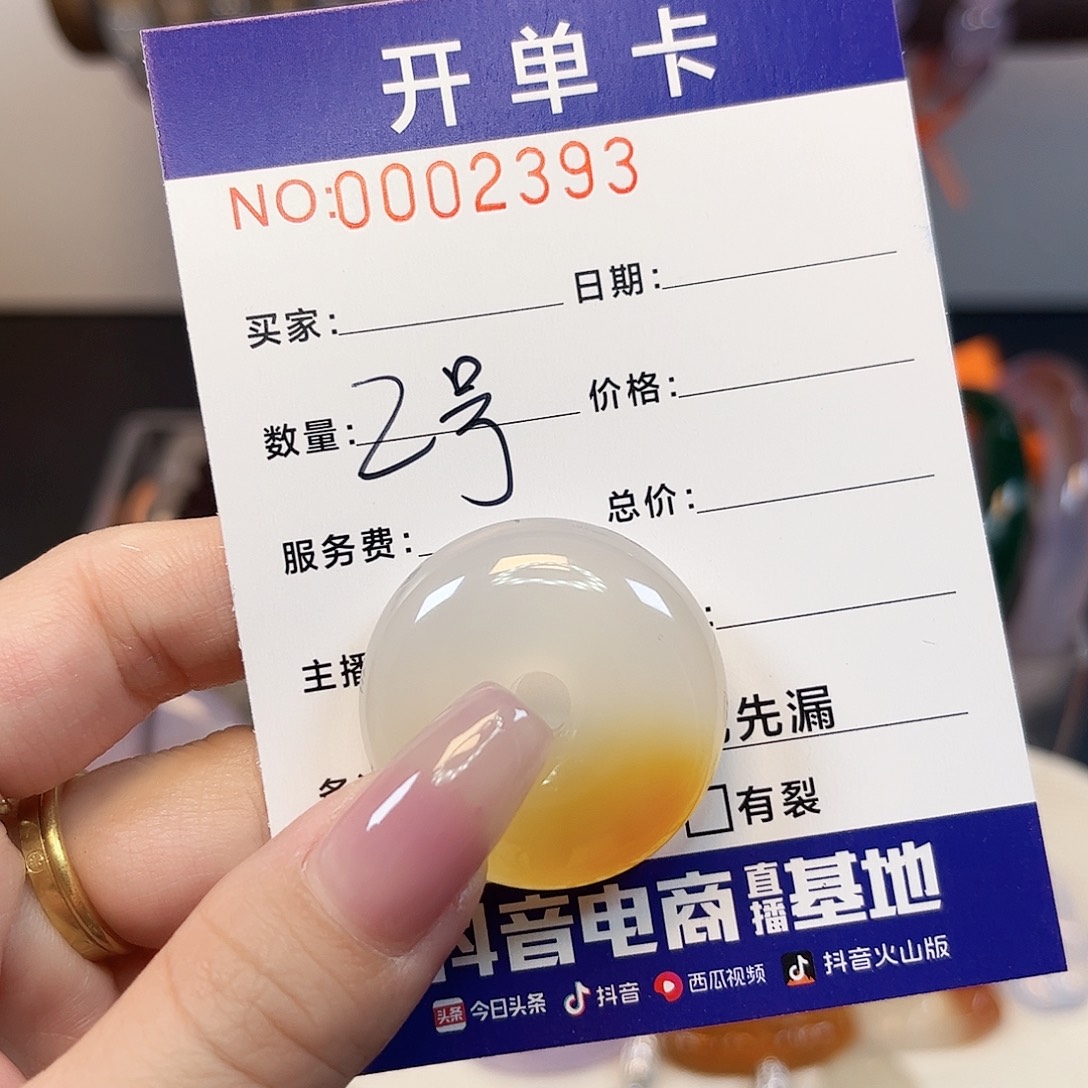 开单卡
NO:0002393
买家: 日期:
数量: 2号 价格:
服务费: 总价:
主播 :
先漏
有裂
抖音电商直播基地
头条 今日头条 抖音 西瓜视频 抖音火山版